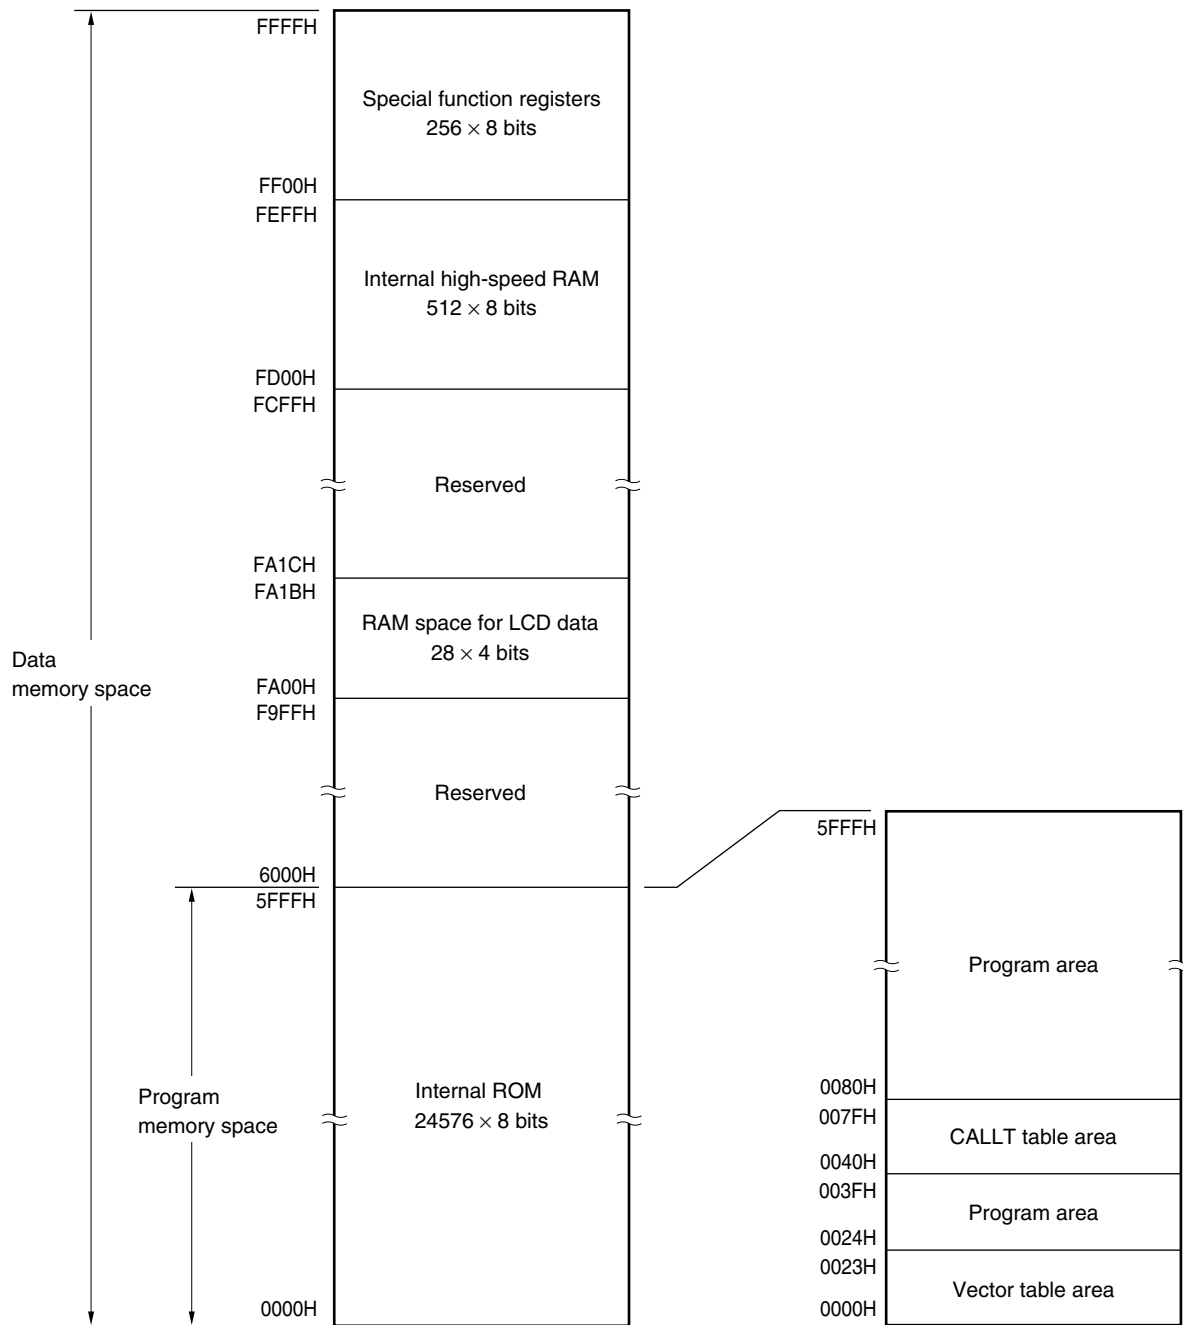 FFFFH
Special function registers
256 × 8 bits
FF00H
FEFFH
Internal high-speed RAM
512 × 8 bits
FD00H
FCFFH
Reserved
FA1CH
FA1BH
RAM space for LCD data
28 × 4 bits
Data
memory space
FA00H
F9FFH
Reserved
6000H
5FFFH
Program
memory space
Internal ROM
24576 × 8 bits
0000H
5FFFH
Program area
0080H
007FH
CALLT table area
0040H
003FH
Program area
0024H
0023H
Vector table area
0000H